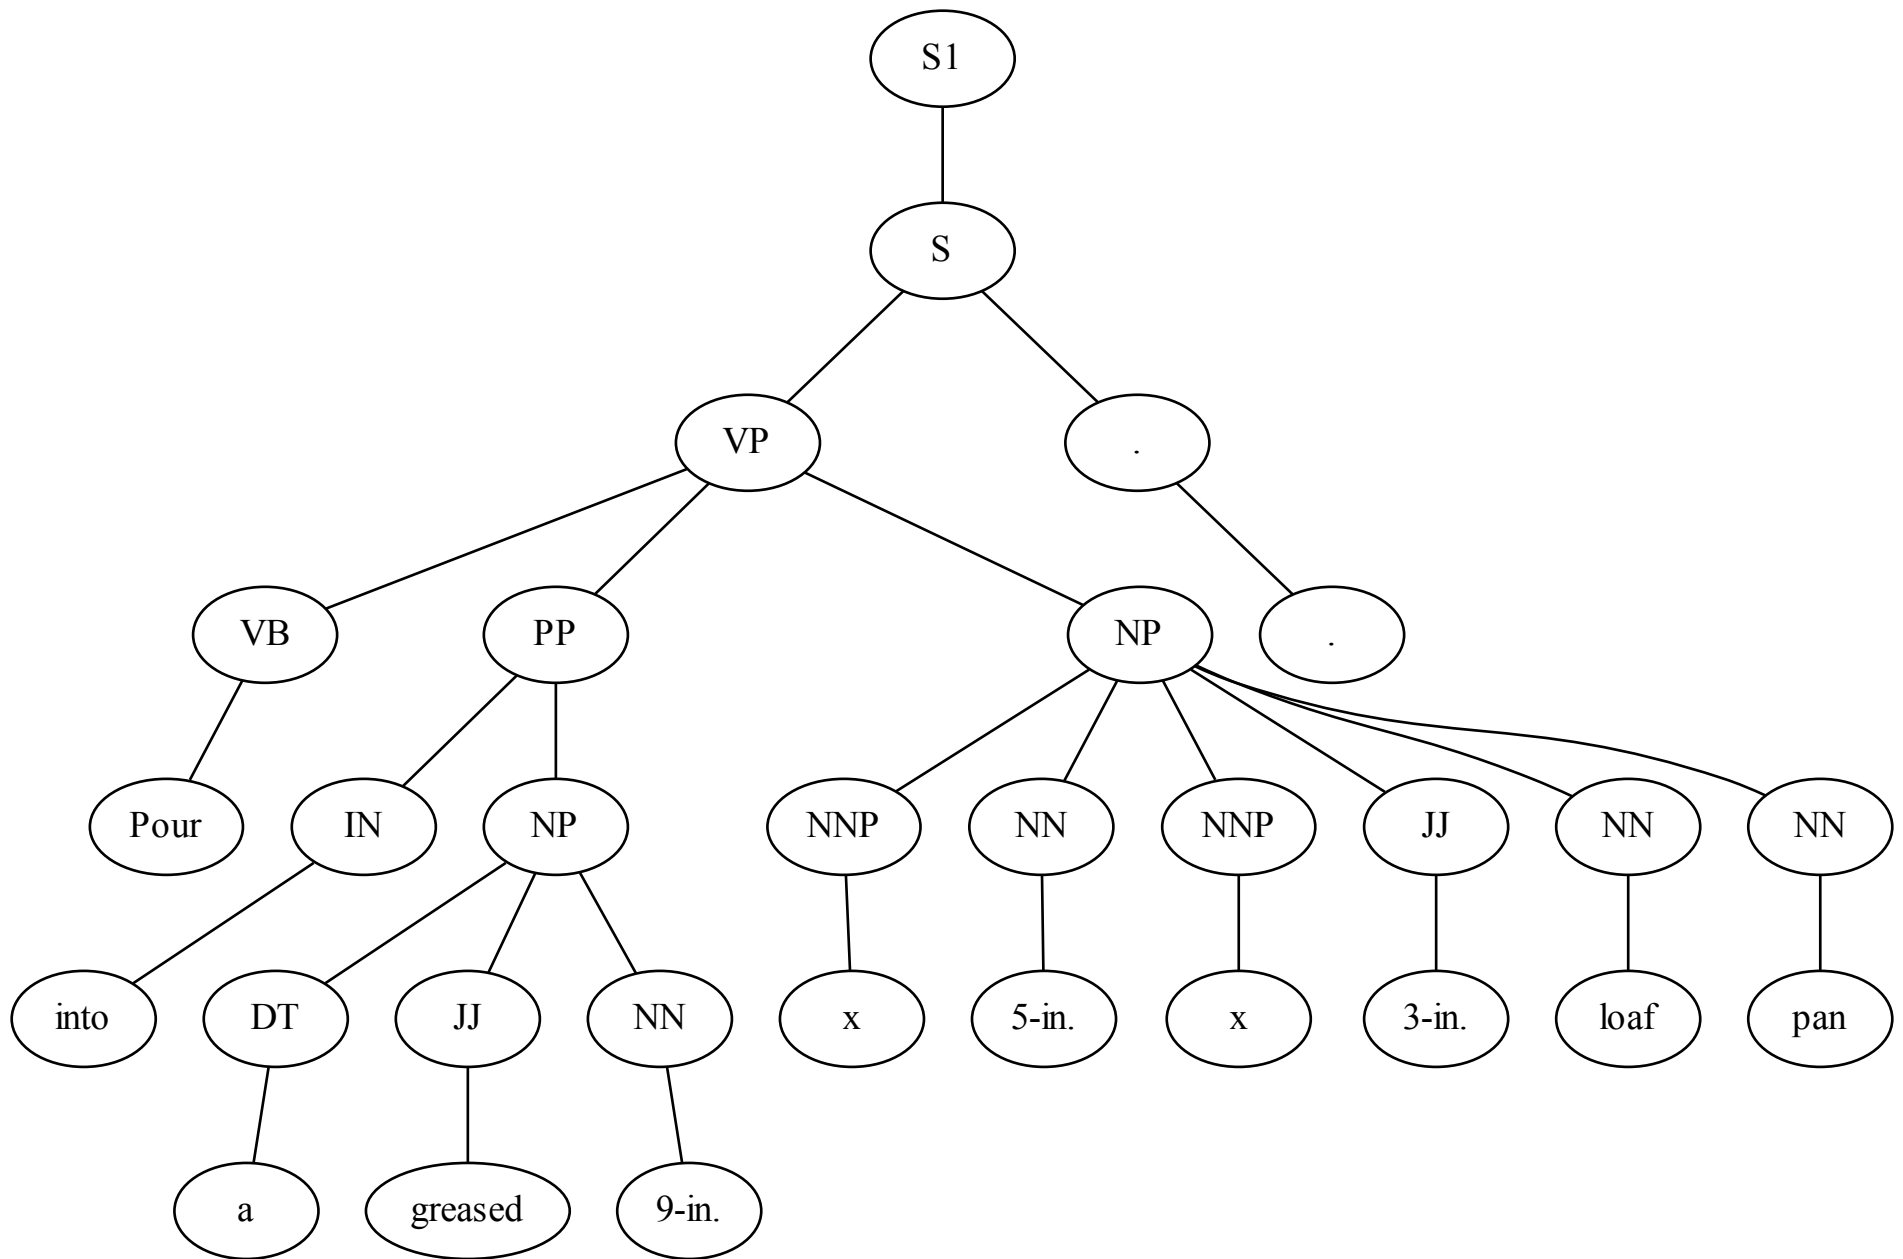 S1
S
VP .
VB PP NP .
Pour IN NP NNP NN NNP JJ NN NN
into DT JJ NN x 5-in. x 3-in. loaf pan
a greased 9-in.